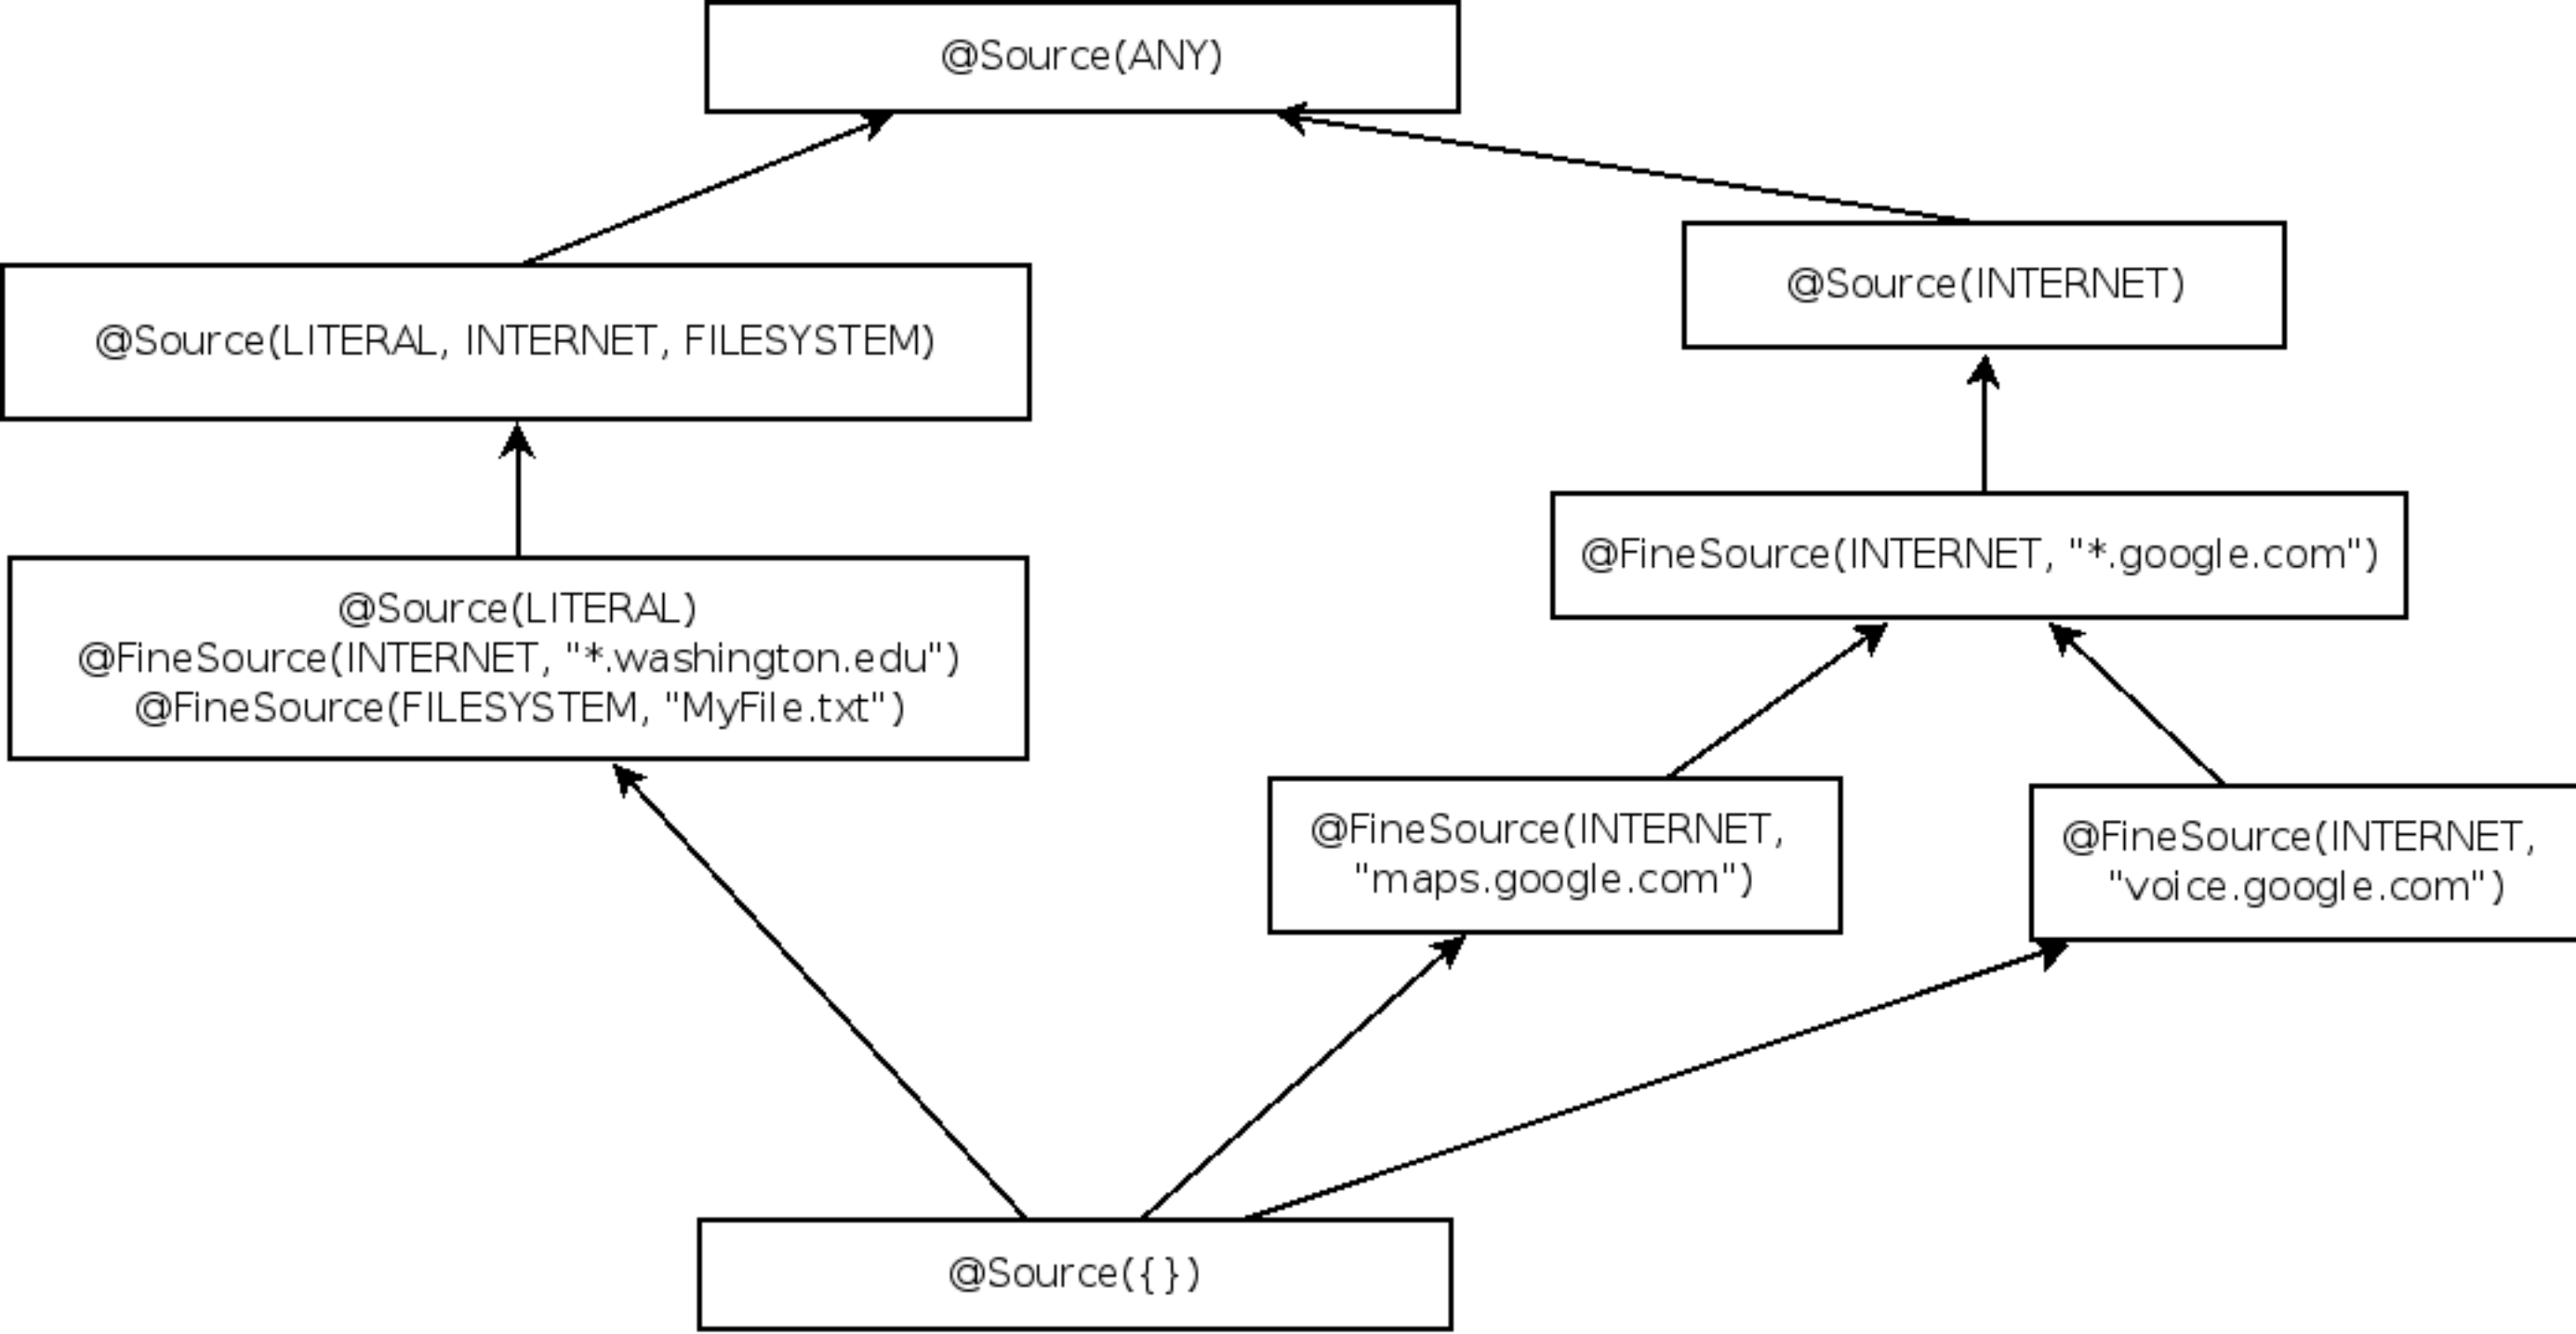 @Source(ANY)
@Source(INTERNET)
@Source(LITERAL, INTERNET, FILESYSTEM)
@FineSource(INTERNET, "*.google.com")
@Source(LITERAL)
@FineSource(INTERNET, "*.washington.edu")
@FineSource(FILESYSTEM, "MyFile.txt")
@FineSource(INTERNET,
"maps.google.com")
@FineSource(INTERNET,
"voice.google.com")
@Source({})